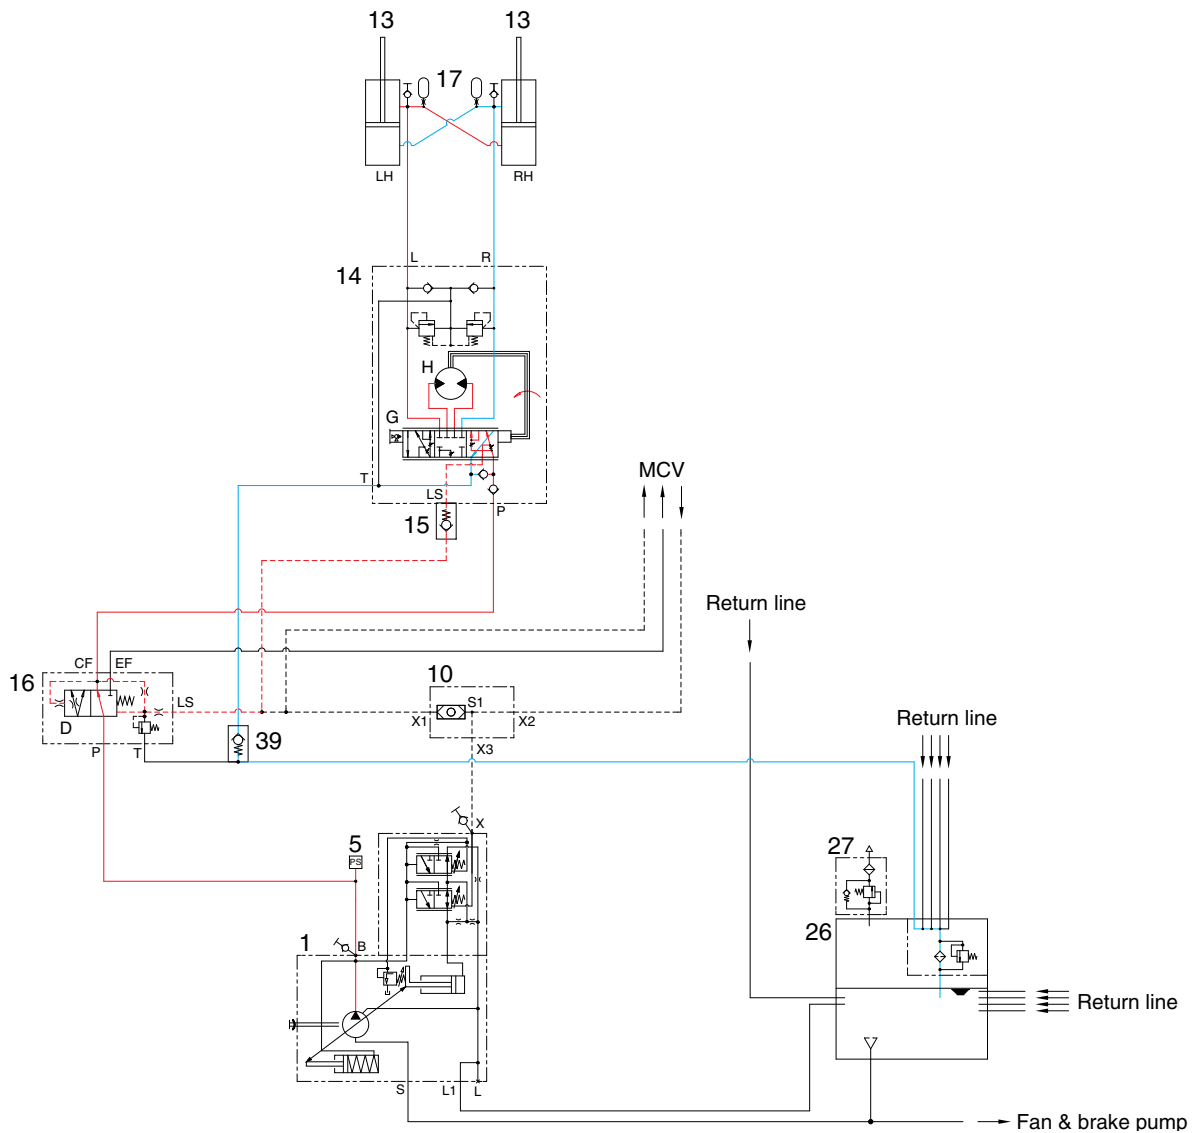 13
13
17
LH
RH
L
R
14
H
G
T
LS
P
15
MCV
Return line
CF
EF
16
LS
D
P
T
10
S1
X1
X2
X3
39
Return line
X
5
PS
27
26
1
B
Return line
S
L1
L
Fan & brake pump